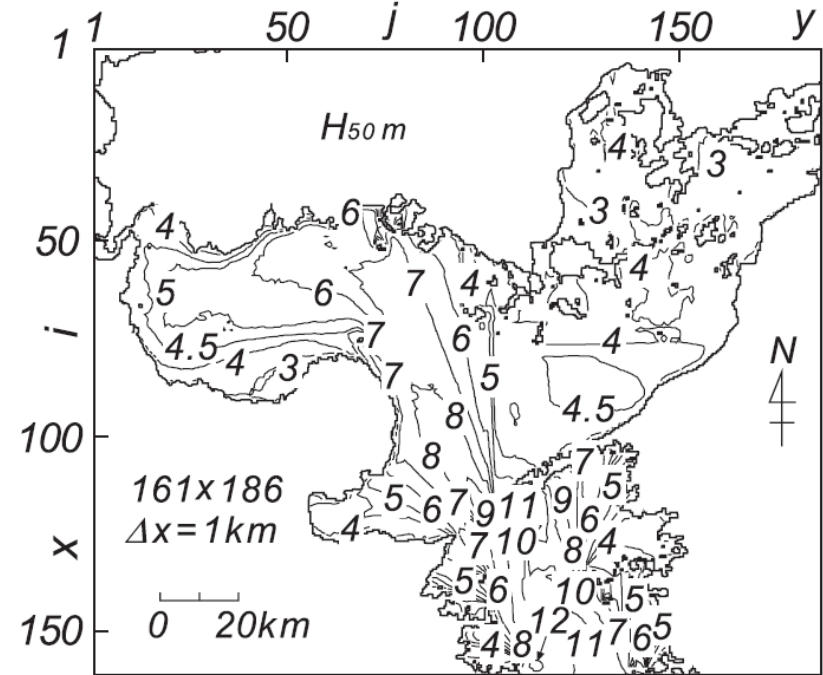 1 50 j 100 150 y
1
H50 m
4 3
6 3
4
50
7 4 4
5 6
i 6 4
4.5 7
4 3 7 5
4.5
8
100
8 7
161x186 5 7 11 9 5
4 6 9 6
Δx=1km 7 10 8 4
x 5 6 10 5
0 20km 12 7 5
150 4 8 11 6
N